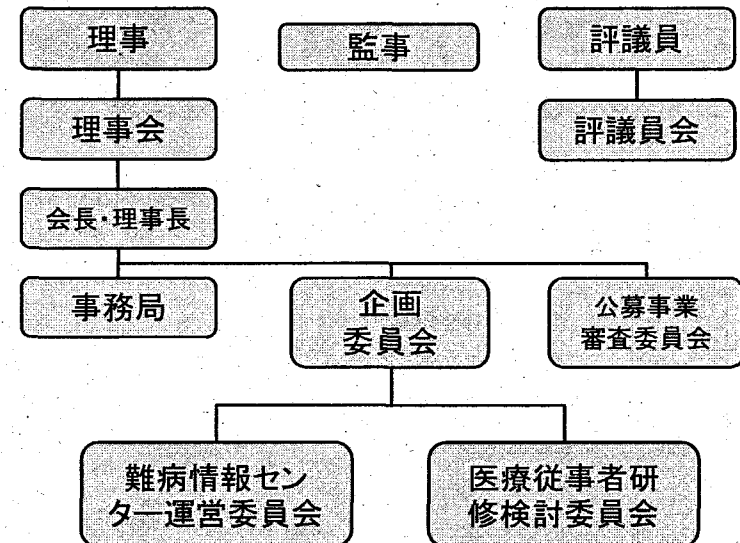 理事
監事
評議員
理事会
評議員会
会長・理事長
事務局
企画
委員会
公募事業
審査委員会
難病情報セン
ター運営委員会
医療従事者研
修検討委員会